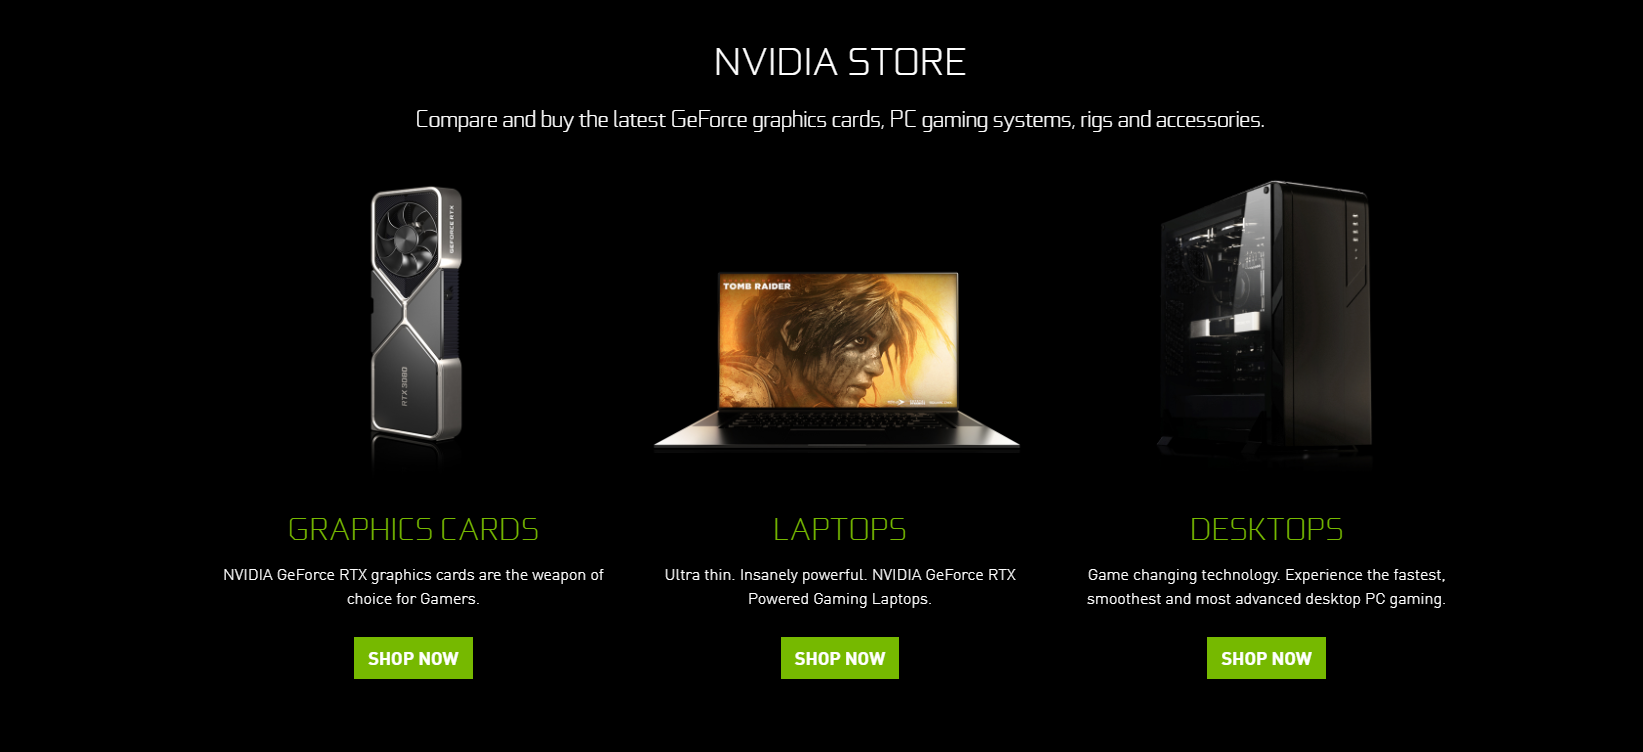 NVIDIA STORE
Compare and buy the latest GeForce graphics cards, PC gaming systems, rigs and accessories.
GEFORCE RTX
RTX 3080
TOMB RAIDER
GRAPHICS CARDS
NVIDIA GeForce RTX graphics cards are the weapon of
choice for Gamers.
SHOP NOW
LAPTOPS
Ultra thin. Insanely powerful. NVIDIA GeForce RTX
Powered Gaming Laptops.
SHOP NOW
DESKTOPS
Game changing technology. Experience the fastest,
smoothest and most advanced desktop PC gaming.
SHOP NOW